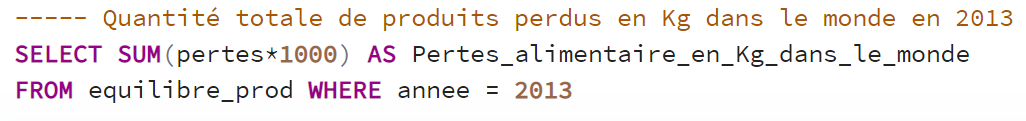 ----- Quantité totale de produits perdus en Kg dans le monde en 2013
SELECT SUM(pertes*1000) AS Pertes_alimentaire_en_Kg_dans_le_monde
FROM equilibre_prod WHERE annee = 2013